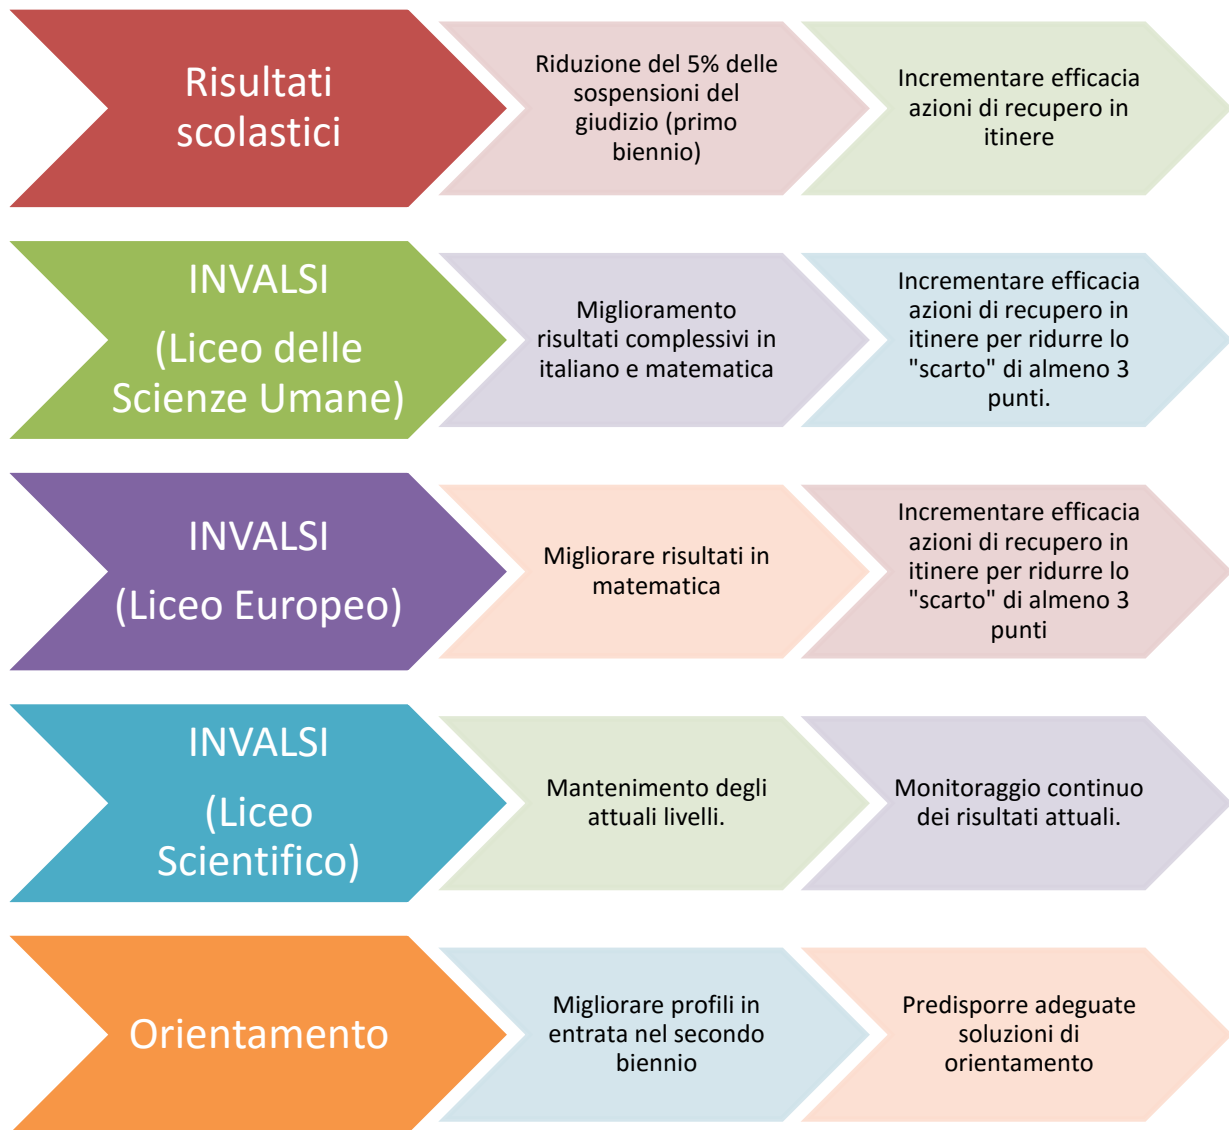 Risultati
scolastici
Riduzione del 5% delle
sospensioni del
giudizio (primo
biennio)
Incrementare efficacia
azioni di recupero in
itinere
INVALSI
(Liceo delle
Scienze Umane)
Miglioramento
risultati complessivi in
italiano e matematica
Incrementare efficacia
azioni di recupero in
itinere per ridurre lo
"scarto" di almeno 3
punti.
INVALSI
(Liceo Europeo)
Migliorare risultati in
matematica
Incrementare efficacia
azioni di recupero in
itinere per ridurre lo
"scarto" di almeno 3
punti
INVALSI
(Liceo
Scientifico)
Mantenimento degli
attuali livelli.
Monitoraggio continuo
dei risultati attuali.
Orientamento
Migliorare profili in
entrata nel secondo
biennio
Predisporre adeguate
soluzioni di
orientamento